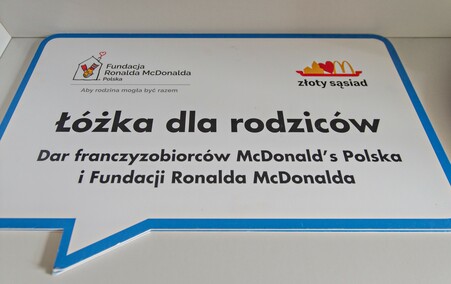 Fundacja
Ronalda McDonalda
Polska
Aby rodzina mogła być razem
złoty sąsiad
Łóżka dla rodziców
Dar franczyzobiorców McDonald's Polska
i Fundacji Ronalda McDonalda